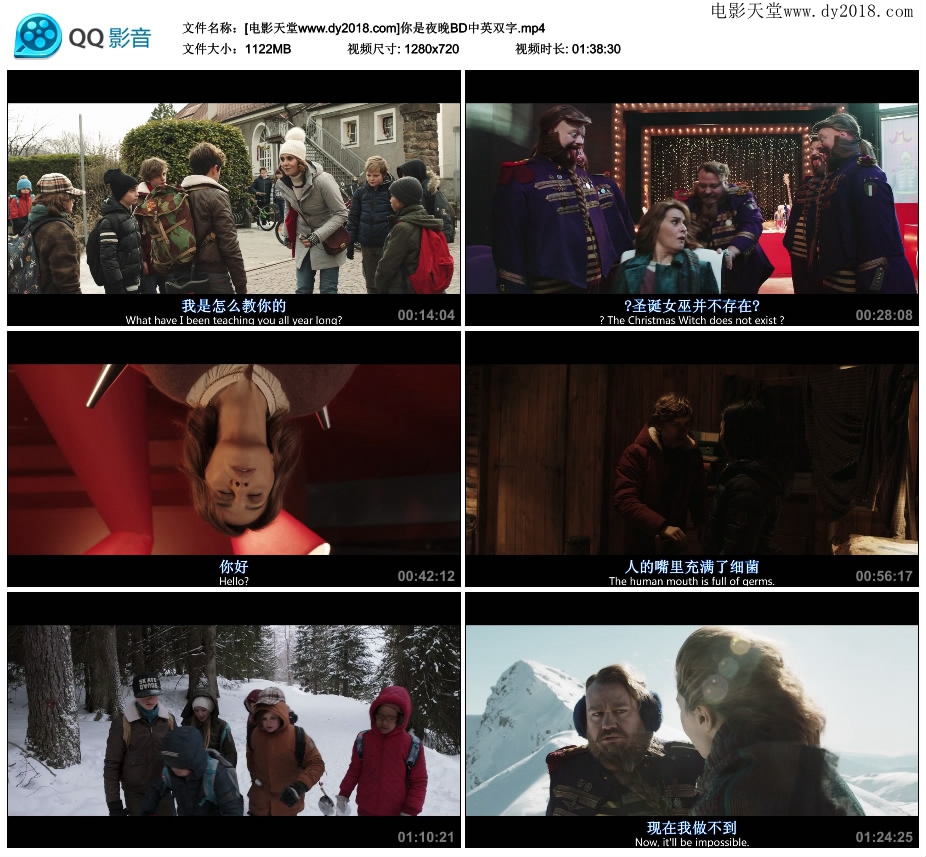 电影天堂www.dy2018.com
QQ影音
文件名称：[电影天堂www.dy2018.com]你是夜晚BD中英双字.mp4
文件大小：1122MB 视频尺寸: 1280x720 视频时长: 01:38:30
我是怎么教你的
What have I been teaching you all year long?
00:14:04
?圣诞女巫并不存在?
? The Christmas Witch does not exist ?
00:28:08
你好
Hello?
00:42:12
人的嘴里充满了细菌
The human mouth is full of germs.
00:56:17
01:10:21
现在我做不到
Now, it'll be impossible.
01:24:25